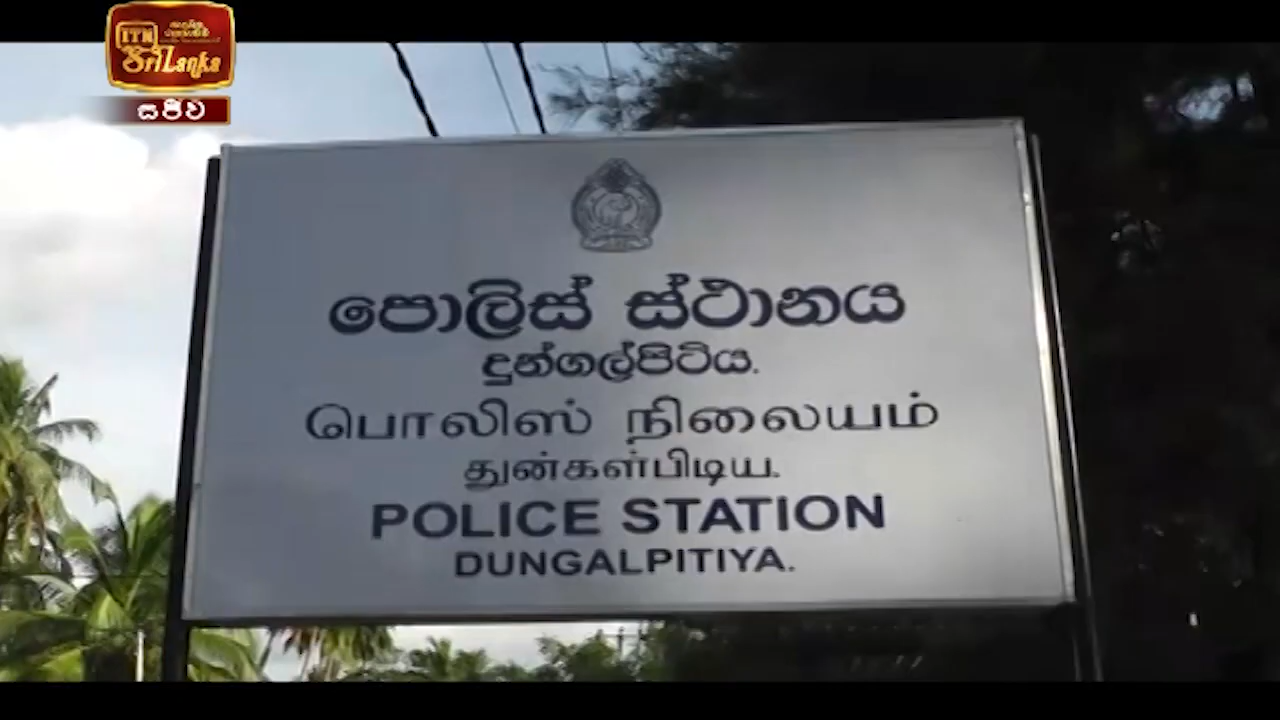 ITN
Sri Lanka
සජීව
පොලිස් ස්ථානය
දුන්ගල්පිටිය.
பொலிஸ் நிலையம்
துன்கள்பிடிய.
POLICE STATION
DUNGALPITIYA.